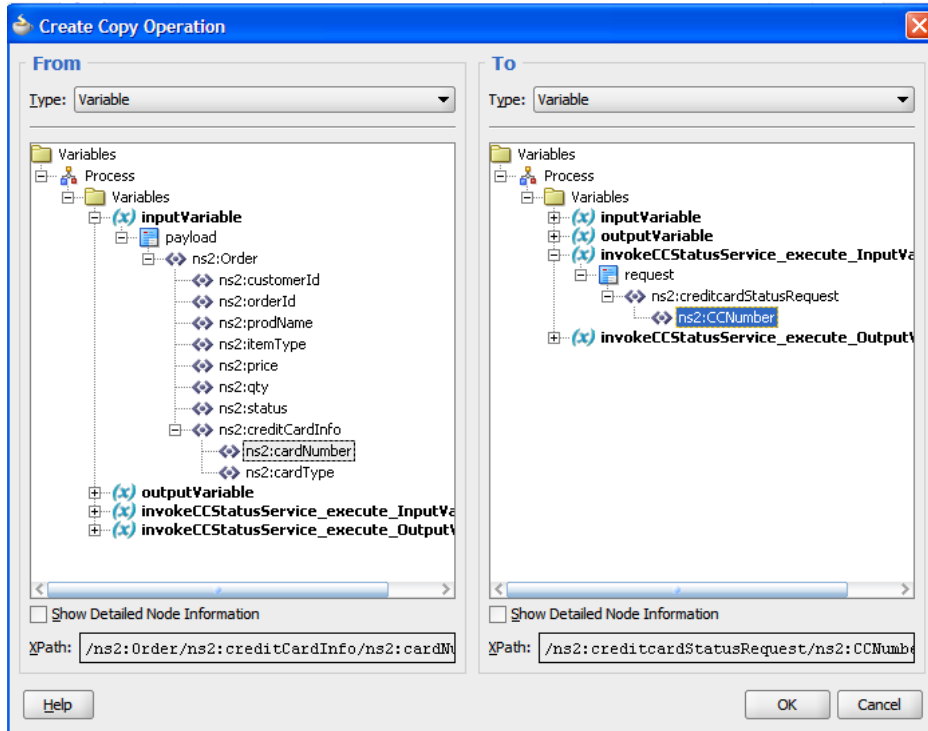 Create Copy Operation
From
Type: Variable
Variables
Process
Variables
inputVariable
payload
ns2:Order
ns2:customerId
ns2:orderId
ns2:prodName
ns2:itemType
ns2:price
ns2:qty
ns2:status
ns2:creditCardInfo
ns2:cardNumber
ns2:cardType
outputVariable
invokeCCStatusService_execute_InputVa
invokeCCStatusService_execute_OutputV
Show Detailed Node Information
XPath: /ns2:Order/ns2:creditCardInfo/ns2:cardNu
To
Type: Variable
Variables
Process
Variables
inputVariable
outputVariable
invokeCCStatusService_execute_InputVa
request
ns2:creditcardStatusRequest
ns2:CCNumber
invokeCCStatusService_execute_OutputV
Show Detailed Node Information
XPath: /ns2:creditcardStatusRequest/ns2:CCNumbe
Help
OK
Cancel